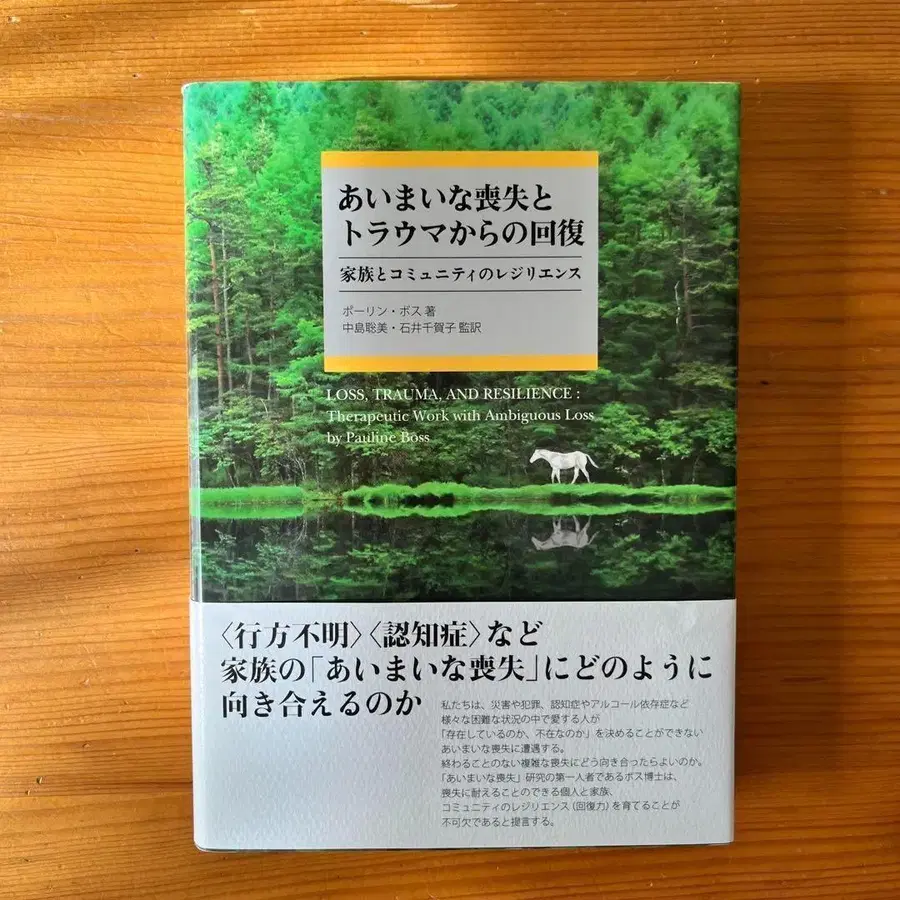 あいまいな喪失と
トラウマからの回復
家族とコミュニティのレジリエンス
ポーリン・ボス 著
中島聡美・石井千賀子 監訳
LOSS, TRAUMA, AND RESILIENCE :
Therapeutic Work with Ambiguous Loss
by Pauline Boss
〈行方不明〉〈認知症〉など
家族の「あいまいな喪失」にどのように
向き合えるのか
私たちは、災害や犯罪、認知症やアルコール依存症など
様々な困難な状況の中で愛する人が
「存在しているのか、不在なのか」を決めることができない
あいまいな喪失に遭遇する。
終わることのない複雑な喪失にどう向き合ったらよいのか。
「あいまいな喪失」研究の第一人者であるボス博士は、
喪失に耐えることのできる個人と家族、
コミュニティのレジリエンス(回復力)を育てることが
不可欠であると提言する。